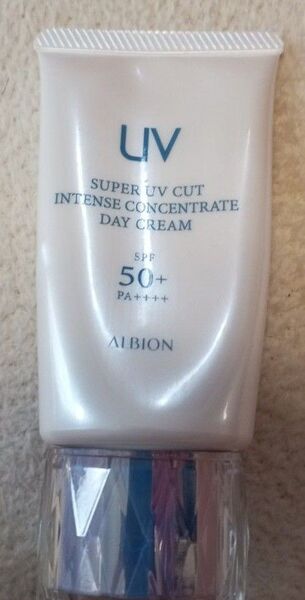 UV
SUPER UV CUT
INTENSE CONCENTRATE
DAY CREAM
SPF
50+
PA++++
ALBION